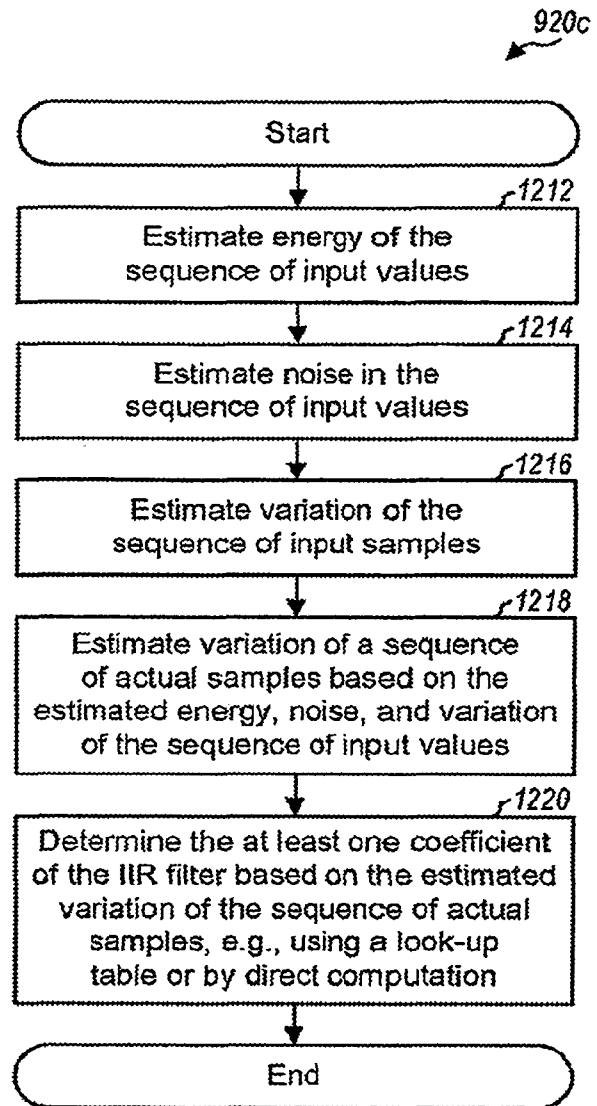 920c
Start
1212
Estimate energy of the
sequence of input values
1214
Estimate noise in the
sequence of input values
1216
Estimate variation of the
sequence of input samples
1218
Estimate variation of a sequence
of actual samples based on the
estimated energy, noise, and variation
of the sequence of input values
1220
Determine the at least one coefficient
of the IIR filter based on the estimated
variation of the sequence of actual
samples, e.g., using a look-up
table or by direct computation
End